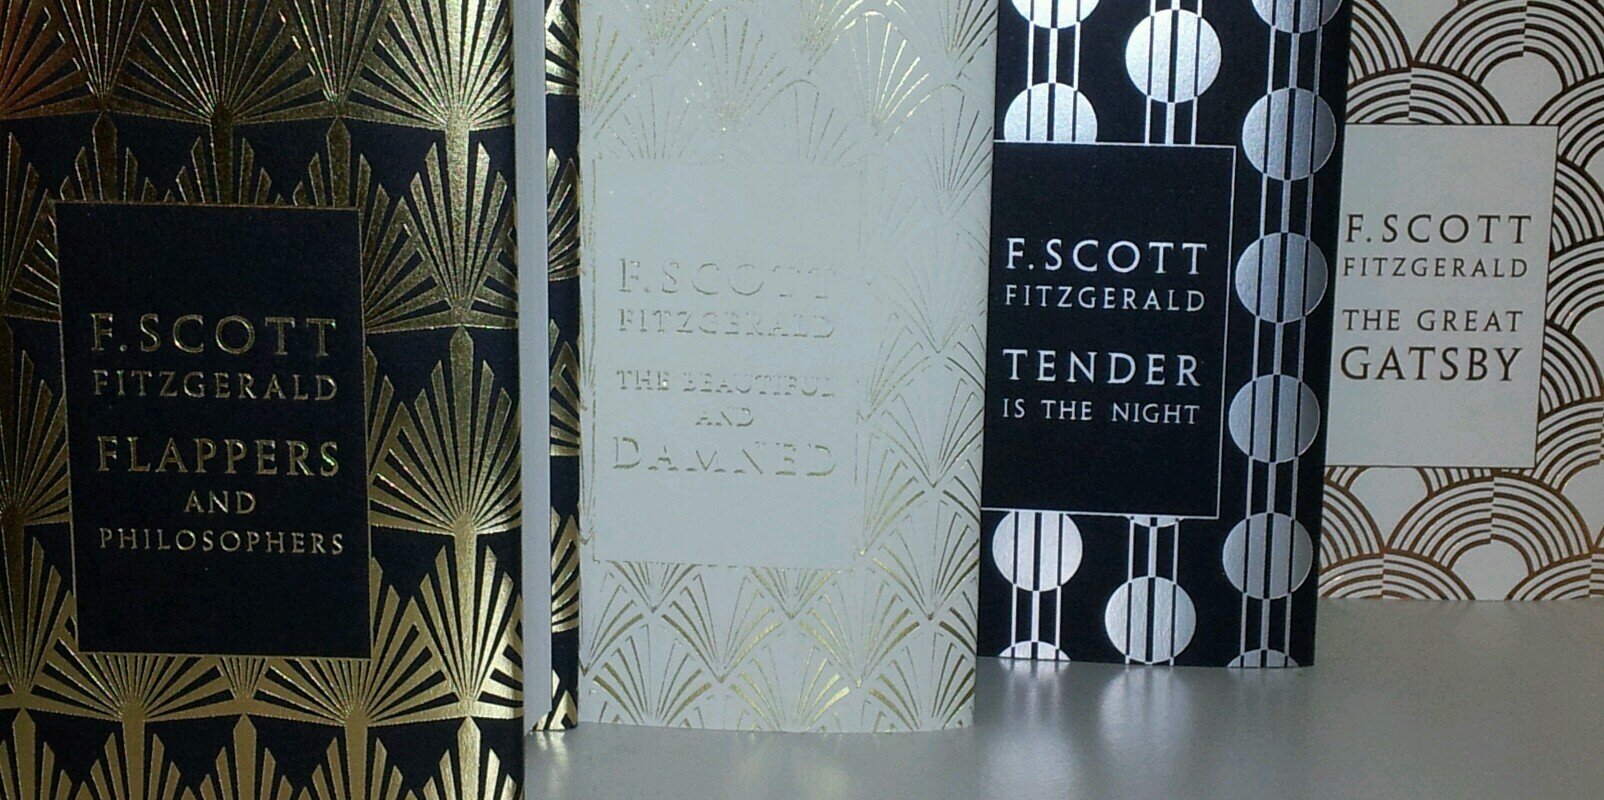 F. SCOTT
FITZGERALD
FLAPPERS
AND
PHILOSOPHERS
F. SCOTT
FITZGERALD
THE BEAUTIFUL
AND
DAMNED
F. SCOTT
FITZGERALD
TENDER
IS THE NIGHT
F. SCOTT
FITZGERALD
THE GREAT
GATSBY